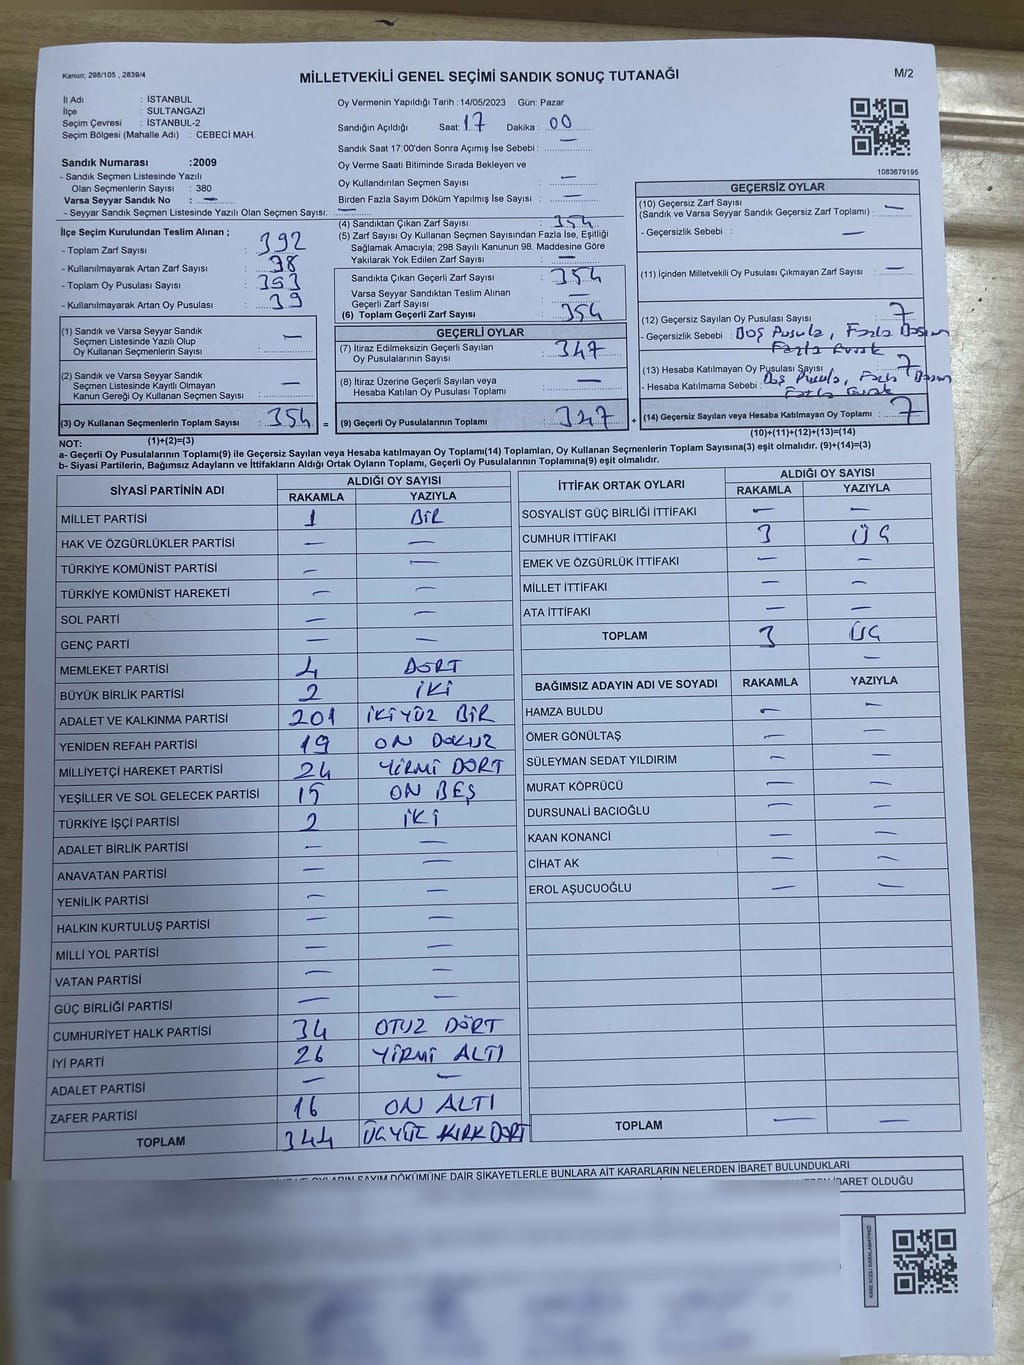 Kanun; 298/105 , 2839/4
MİLLETVEKİLİ GENEL SEÇİMİ SANDIK SONUÇ TUTANAĞI
M/2
İl Adı : İSTANBUL
İlçe : SULTANGAZİ
Seçim Çevresi : İSTANBUL-2
Seçim Bölgesi (Mahalle Adı) : CEBECİ MAH.
Sandık Numarası :2009
- Sandık Seçmen Listesinde Yazılı
Olan Seçmenlerin Sayısı : 380
Varsa Seyyar Sandık No : —
- Seyyar Sandık Seçmen Listesinde Yazılı Olan Seçmen Sayısı: —
İlçe Seçim Kurulundan Teslim Alınan ;
- Toplam Zarf Sayısı : 392
- Kullanılmayarak Artan Zarf Sayısı : 38
- Toplam Oy Pusulası Sayısı : 393
- Kullanılmayarak Artan Oy Pusulası : 39
(1) Sandık ve Varsa Seyyar Sandık
Seçmen Listesinde Yazılı Olup
Oy Kullanan Seçmenlerin Sayısı : —
(2) Sandık ve Varsa Seyyar Sandık
Seçmen Listesinde Kayıtlı Olmayan
Kanun Gereği Oy Kullanan Seçmen Sayısı : —
(3) Oy Kullanan Seçmenlerin Toplam Sayısı : 354
(1)+(2)=(3)
Oy Vermenin Yapıldığı Tarih : 14/05/2023 Gün: Pazar
Sandığın Açıldığı Saat: 17 Dakika : 00
Sandık Saat 17:00'den Sonra Açımış İse Sebebi : —
Oy Verme Saati Bitiminde Sırada Bekleyen ve
Oy Kullandırılan Seçmen Sayısı : —
Birden Fazla Sayım Döküm Yapılmış İse Sayısı : —
(4) Sandıktan Çıkan Zarf Sayısı : 354
(5) Zarf Sayısı Oy Kullanan Seçmen Sayısından Fazla İse, Eşitliği
Sağlamak Amacıyla; 298 Sayılı Kanunun 98. Maddesine Göre
Yakılarak Yok Edilen Zarf Sayısı : —
Sandıkta Çıkan Geçerli Zarf Sayısı : 354
Varsa Seyyar Sandıktan Teslim Alınan
Geçerli Zarf Sayısı : —
(6) Toplam Geçerli Zarf Sayısı : 354
GEÇERLİ OYLAR
(7) İtiraz Edilmeksizin Geçerli Sayılan
Oy Pusulalarının Sayısı : 347
(8) İtiraz Üzerine Geçerli Sayılan veya
Hesaba Katılan Oy Pusulası Toplamı : —
= (9) Geçerli Oy Pusulalarının Toplamı : 347
1083679195
GEÇERSİZ OYLAR
(10) Geçersiz Zarf Sayısı
(Sandık ve Varsa Seyyar Sandık Geçersiz Zarf Toplamı) : —
- Geçersizlik Sebebi : —
(11) İçinden Milletvekili Oy Pusulası Çıkmayan Zarf Sayısı : —
(12) Geçersiz Sayılan Oy Pusulası Sayısı : 7
- Geçersizlik Sebebi : Boş Pusula, Fazla Basım
Fazla Evrak
(13) Hesaba Katılmayan Oy Pusulası Sayısı : 7
- Hesaba Katılmama Sebebi : Boş Pusula, Fazla Basım
Fazla Evrak
+ (14) Geçersiz Sayılan veya Hesaba Katılmayan Oy Toplamı : 7
(10)+(11)+(12)+(13)=(14)
NOT:
a- Geçerli Oy Pusulalarının Toplamı(9) ile Geçersiz Sayılan veya Hesaba katılmayan Oy Toplamı(14) Toplamları, Oy Kullanan Seçmenlerin Toplam Sayısına(3) eşit olmalıdır. (9)+(14)=(3)
b- Siyasi Partilerin, Bağımsız Adayların ve İttifakların Aldığı Ortak Oyların Toplamı, Geçerli Oy Pusulalarının Toplamına(9) eşit olmalıdır.
SİYASİ PARTİNİN ADI ALDIĞI OY SAYISI
RAKAMLA YAZIYLA
MİLLET PARTİSİ 1 BİR
HAK VE ÖZGÜRLÜKLER PARTİSİ — —
TÜRKİYE KOMÜNİST PARTİSİ — —
TÜRKİYE KOMÜNİST HAREKETİ — —
SOL PARTİ — —
GENÇ PARTİ — —
MEMLEKET PARTİSİ 4 DÖRT
BÜYÜK BİRLİK PARTİSİ 2 İKİ
ADALET VE KALKINMA PARTİSİ 201 İKİYÜZ BİR
YENİDEN REFAH PARTİSİ 19 ON DOKUZ
MİLLİYETÇİ HAREKET PARTİSİ 24 YİRMİ DÖRT
YEŞİLLER VE SOL GELECEK PARTİSİ 15 ON BEŞ
TÜRKİYE İŞÇİ PARTİSİ 2 İKİ
ADALET BİRLİK PARTİSİ — —
ANAVATAN PARTİSİ — —
YENİLİK PARTİSİ — —
HALKIN KURTULUŞ PARTİSİ — —
MİLLİ YOL PARTİSİ — —
VATAN PARTİSİ — —
GÜÇ BİRLİĞİ PARTİSİ — —
CUMHURİYET HALK PARTİSİ 34 OTUZ DÖRT
İYİ PARTİ 26 YİRMİ ALTI
ADALET PARTİSİ — —
ZAFER PARTİSİ 16 ON ALTI
TOPLAM 344 ÜÇYÜZ KIRK DÖRT
İTTİFAK ORTAK OYLARI ALDIĞI OY SAYISI
RAKAMLA YAZIYLA
SOSYALİST GÜÇ BİRLİĞİ İTTİFAKI — —
CUMHUR İTTİFAKI 3 ÜÇ
EMEK VE ÖZGÜRLÜK İTTİFAKI — —
MİLLET İTTİFAKI — —
ATA İTTİFAKI — —
TOPLAM 3 ÜÇ
—
BAĞIMSIZ ADAYIN ADI VE SOYADI RAKAMLA YAZIYLA
HAMZA BULDU — —
ÖMER GÖNÜLTAŞ — —
SÜLEYMAN SEDAT YILDIRIM — —
MURAT KÖPRÜCÜ — —
DURSUNALİ BACIOĞLU — —
KAAN KONANCİ — —
CİHAT AK — —
EROL AŞUCUOĞLU — —
TOPLAM — —
SAYIM DÖKÜMÜNE DAİR ŞİKAYETLERLE BUNLARA AİT KARARLARIN NELERDEN İBARET BULUNDUKLARI
İBARET OLDUĞU